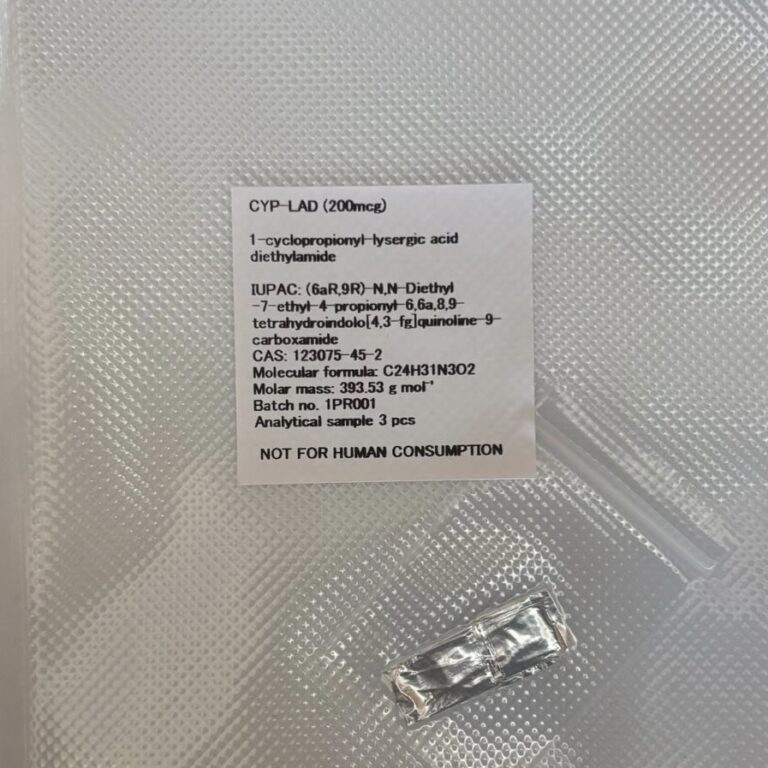 CYP-LAD (200mcg)
1-cyclopropionyl-lysergic acid
diethylamide
IUPAC: (6aR,9R)-N,N-Diethyl
-7-ethyl-4-propionyl-6,6a,8,9-
tetrahydroindolo[4,3-fg]quinoline-9-
carboxamide
CAS: 123075-45-2
Molecular formula: C24H31N3O2
Molar mass: 393.53 g mol⁻¹
Batch no. 1PR001
Analytical sample 3 pcs
NOT FOR HUMAN CONSUMPTION